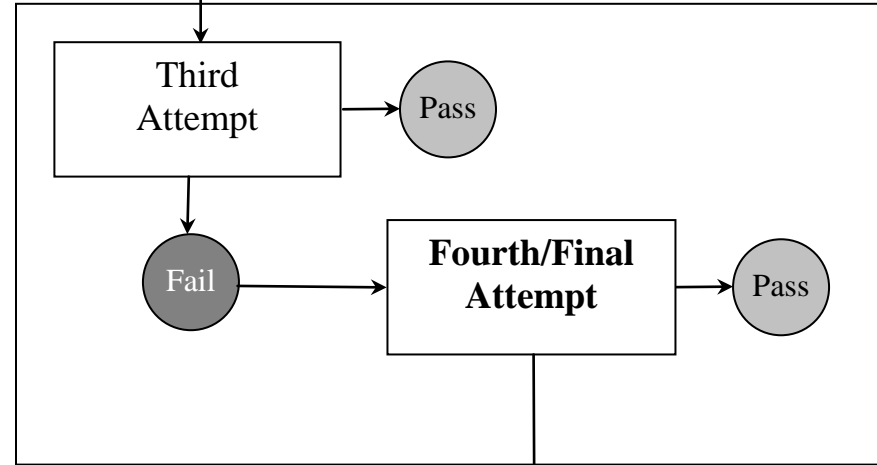 Third
Attempt
Pass
Fail
Fourth/Final
Attempt
Pass